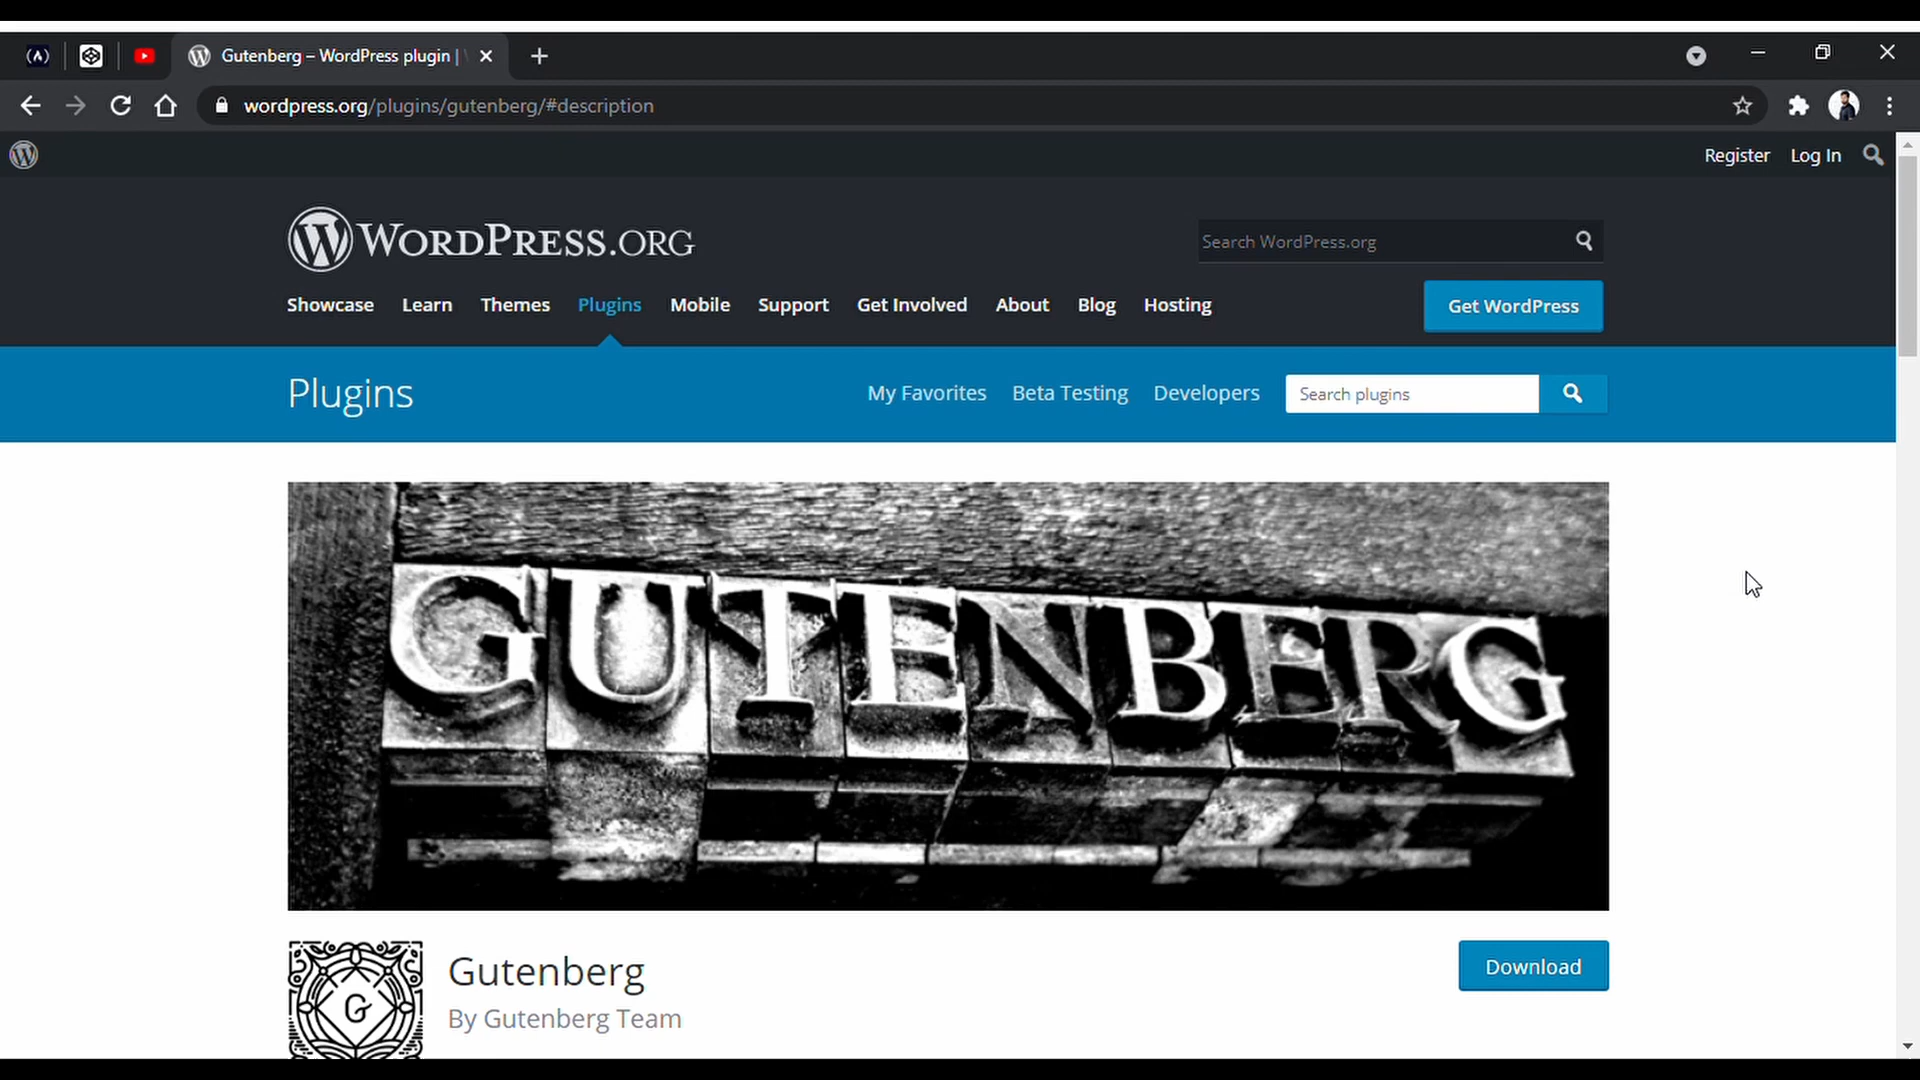 Gutenberg – WordPress plugin |
wordpress.org/plugins/gutenberg/#description
Register Log In
WORDPRESS.ORG
Search WordPress.org
Showcase Learn Themes Plugins Mobile Support Get Involved About Blog Hosting
Get WordPress
Plugins
My Favorites Beta Testing Developers
Search plugins
GUTENBERG
G
Gutenberg
Download
By Gutenberg Team